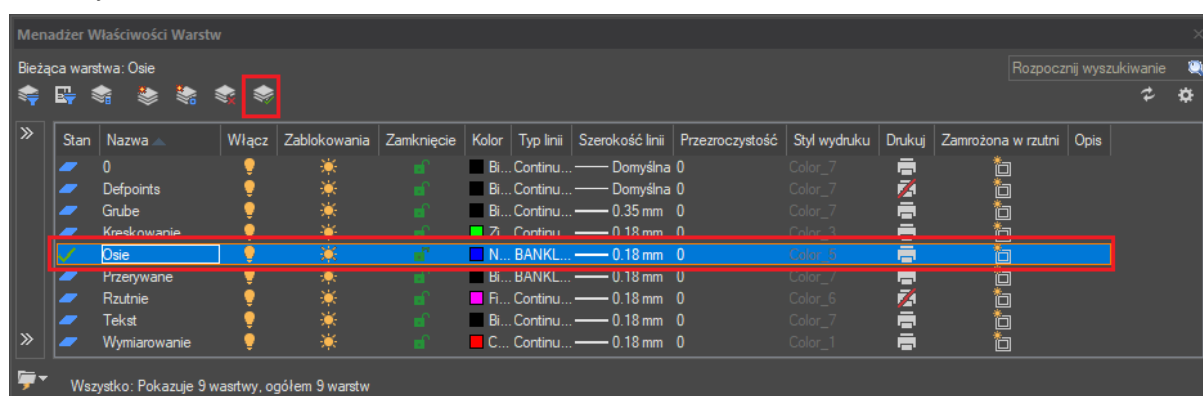 Menadżer Właściwości Warstw
Bieżąca warstwa: Osie
Rozpocznij wyszukiwanie
Stan Nazwa Włącz Zablokowania Zamknięcie Kolor Typ linii Szerokość linii Przezroczystość Styl wydruku Drukuj Zamrożona w rzutni Opis
0 Bi... Continu... Domyślna 0 Color_7
Defpoints Bi... Continu... Domyślna 0 Color_7
Grube Bi... Continu... 0.35 mm 0 Color_7
Kreskowanie Zi... Continu... 0.18 mm 0 Color_3
Osie N... BANKL... 0.18 mm 0 Color_5
Przerywane Bi... BANKL... 0.18 mm 0 Color_7
Rzutnie Fi... Continu... 0.18 mm 0 Color_6
Tekst Bi... Continu... 0.18 mm 0 Color_7
Wymiarowanie C... Continu... 0.18 mm 0 Color_1
Wszystko: Pokazuje 9 wasrtwy, ogółem 9 warstw